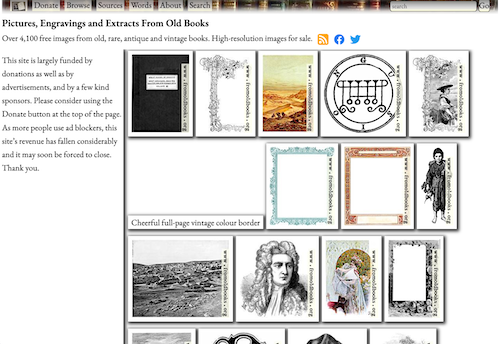 Donate Browse Sources Words About Search search Go
Pictures, Engravings and Extracts From Old Books
Over 4,100 free images from old, rare, antique and vintage books. High-resolution images for sale.
This site is largely funded by
donations as well as by
advertisements, and by a few kind
sponsors. Please consider using the
Donate button at the top of the page.
As more people use ad blockers, this
site's revenue has fallen considerably
and it may soon be forced to close.
Thank you.
Cheerful full-page vintage colour border